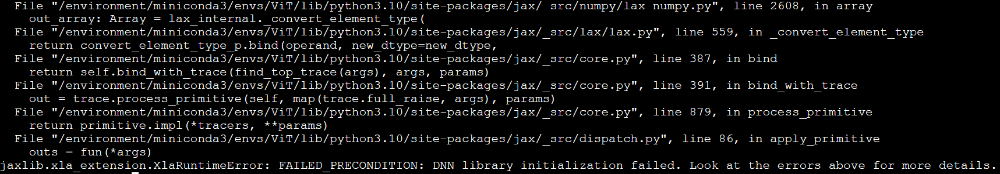 File "/environment/miniconda3/envs/ViT/lib/python3.10/site-packages/jax/_src/numpy/lax_numpy.py", line 2608, in array
out_array: Array = lax_internal._convert_element_type(
File "/environment/miniconda3/envs/ViT/lib/python3.10/site-packages/jax/_src/lax/lax.py", line 559, in _convert_element_type
return convert_element_type_p.bind(operand, new_dtype=new_dtype,
File "/environment/miniconda3/envs/ViT/lib/python3.10/site-packages/jax/_src/core.py", line 387, in bind
return self.bind_with_trace(find_top_trace(args), args, params)
File "/environment/miniconda3/envs/ViT/lib/python3.10/site-packages/jax/_src/core.py", line 391, in bind_with_trace
out = trace.process_primitive(self, map(trace.full_raise, args), params)
File "/environment/miniconda3/envs/ViT/lib/python3.10/site-packages/jax/_src/core.py", line 879, in process_primitive
return primitive.impl(*tracers, **params)
File "/environment/miniconda3/envs/ViT/lib/python3.10/site-packages/jax/_src/dispatch.py", line 86, in apply_primitive
outs = fun(*args)
jaxlib.xla_extension.XlaRuntimeError: FAILED_PRECONDITION: DNN library initialization failed. Look at the errors above for more details.